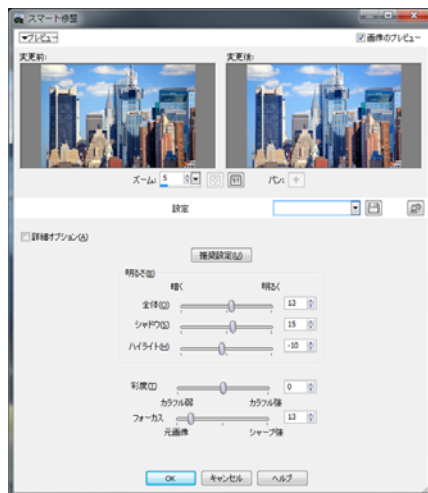 スマート修整
▼プレビュー 画像のプレビュー
変更前: 変更後:
ズーム: 5 パン:
設定
詳細オプション(A)
推奨設定(U)
明るさ(B)
暗く 明るく
全体(O) 13
シャドウ(S) 15
ハイライト(H) -10
彩度(T) 0
カラフル弱 カラフル強
フォーカス 13
元画像 シャープ強
OK キャンセル ヘルプ